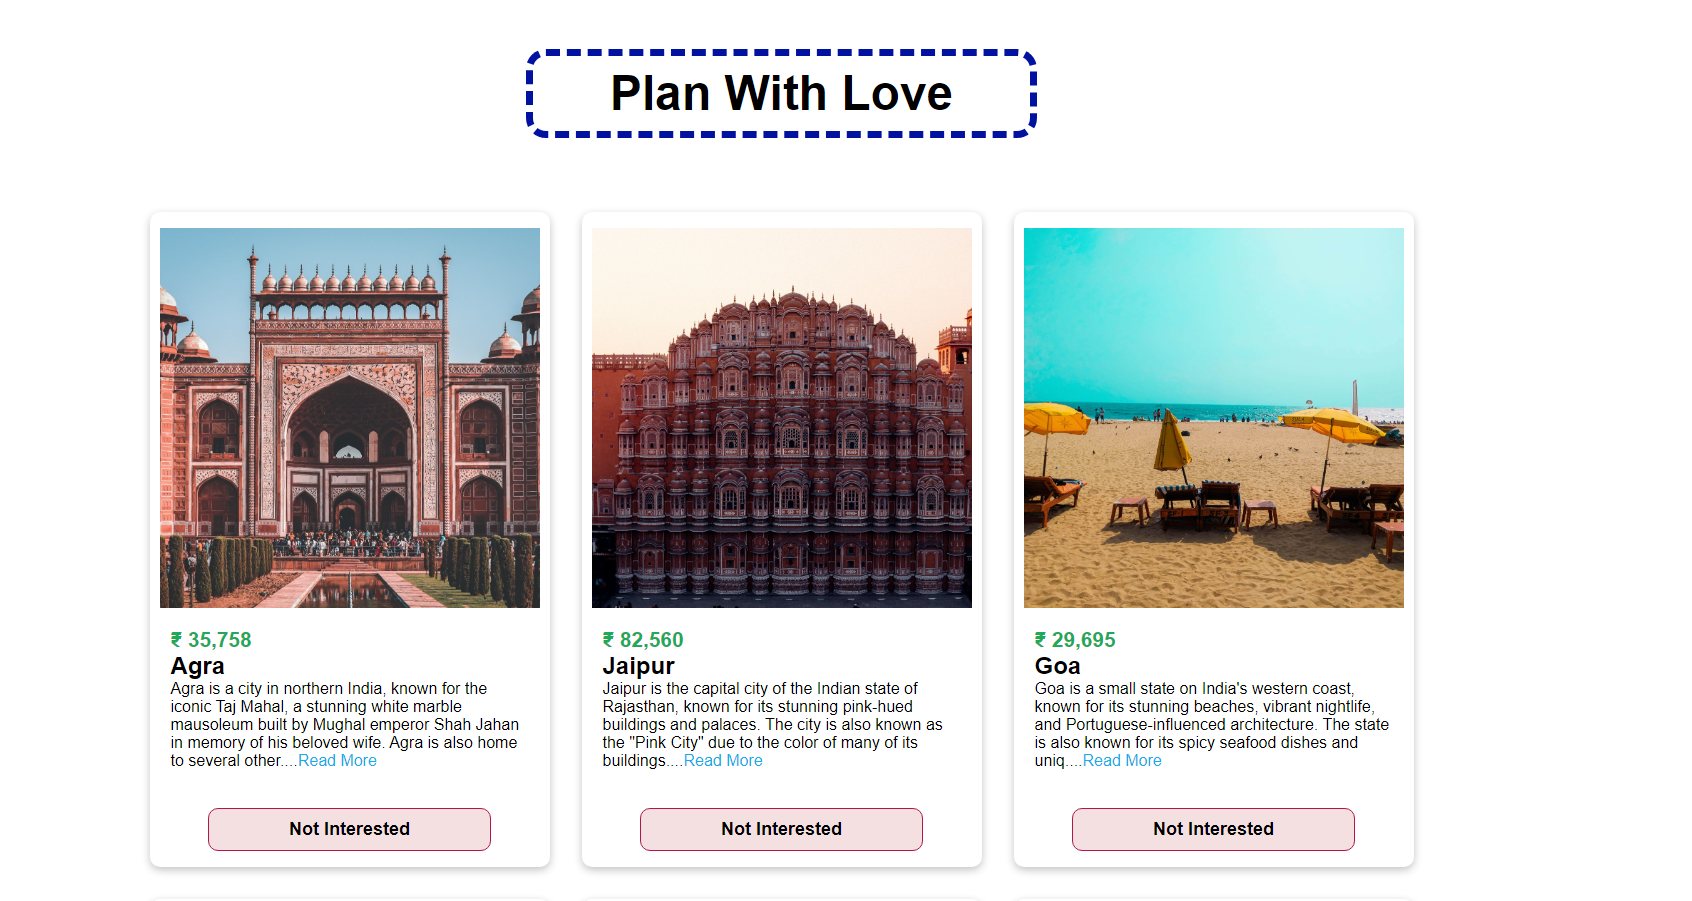 Plan With Love
₹ 35,758
Agra
Agra is a city in northern India, known for the
iconic Taj Mahal, a stunning white marble
mausoleum built by Mughal emperor Shah Jahan
in memory of his beloved wife. Agra is also home
to several other....Read More
Not Interested
₹ 82,560
Jaipur
Jaipur is the capital city of the Indian state of
Rajasthan, known for its stunning pink-hued
buildings and palaces. The city is also known as
the "Pink City" due to the color of many of its
buildings....Read More
Not Interested
₹ 29,695
Goa
Goa is a small state on India's western coast,
known for its stunning beaches, vibrant nightlife,
and Portuguese-influenced architecture. The state
is also known for its spicy seafood dishes and
uniq....Read More
Not Interested